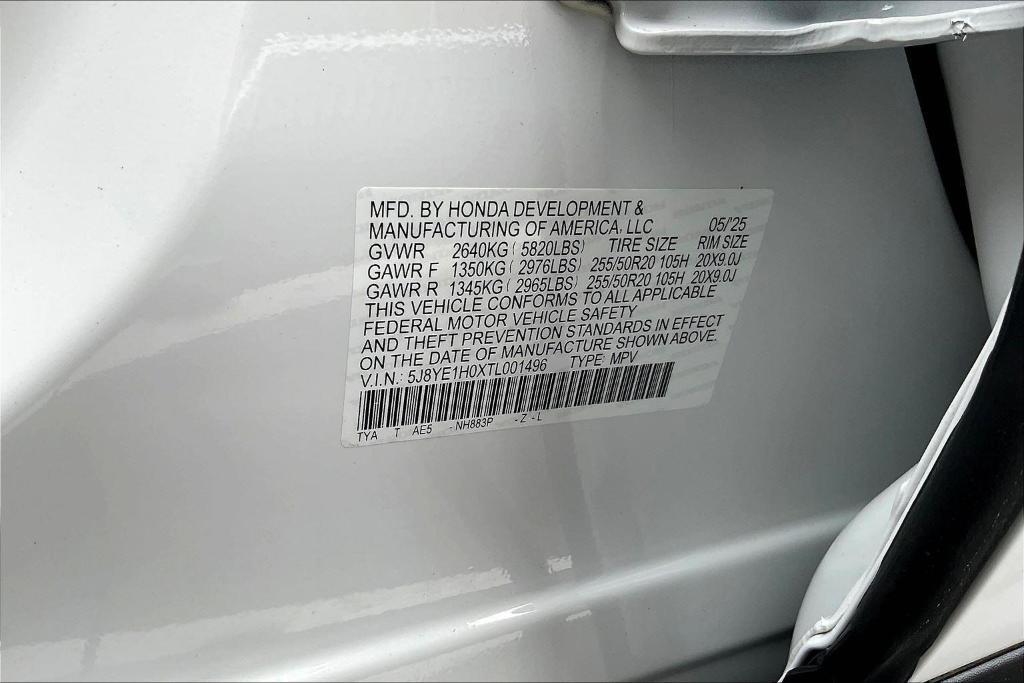 MFD. BY HONDA DEVELOPMENT &
MANUFACTURING OF AMERICA, LLC 05/'25
GVWR 2640KG ( 5820LBS) TIRE SIZE RIM SIZE
GAWR F 1350KG ( 2976LBS) 255/50R20 105H 20X9.0J
GAWR R 1345KG ( 2965LBS) 255/50R20 105H 20X9.0J
THIS VEHICLE CONFORMS TO ALL APPLICABLE
FEDERAL MOTOR VEHICLE SAFETY
AND THEFT PREVENTION STANDARDS IN EFFECT
ON THE DATE OF MANUFACTURE SHOWN ABOVE.
V.I.N.: 5J8YE1H0XTL001496 TYPE: MPV
TYA T AE5 - NH883P - Z - L